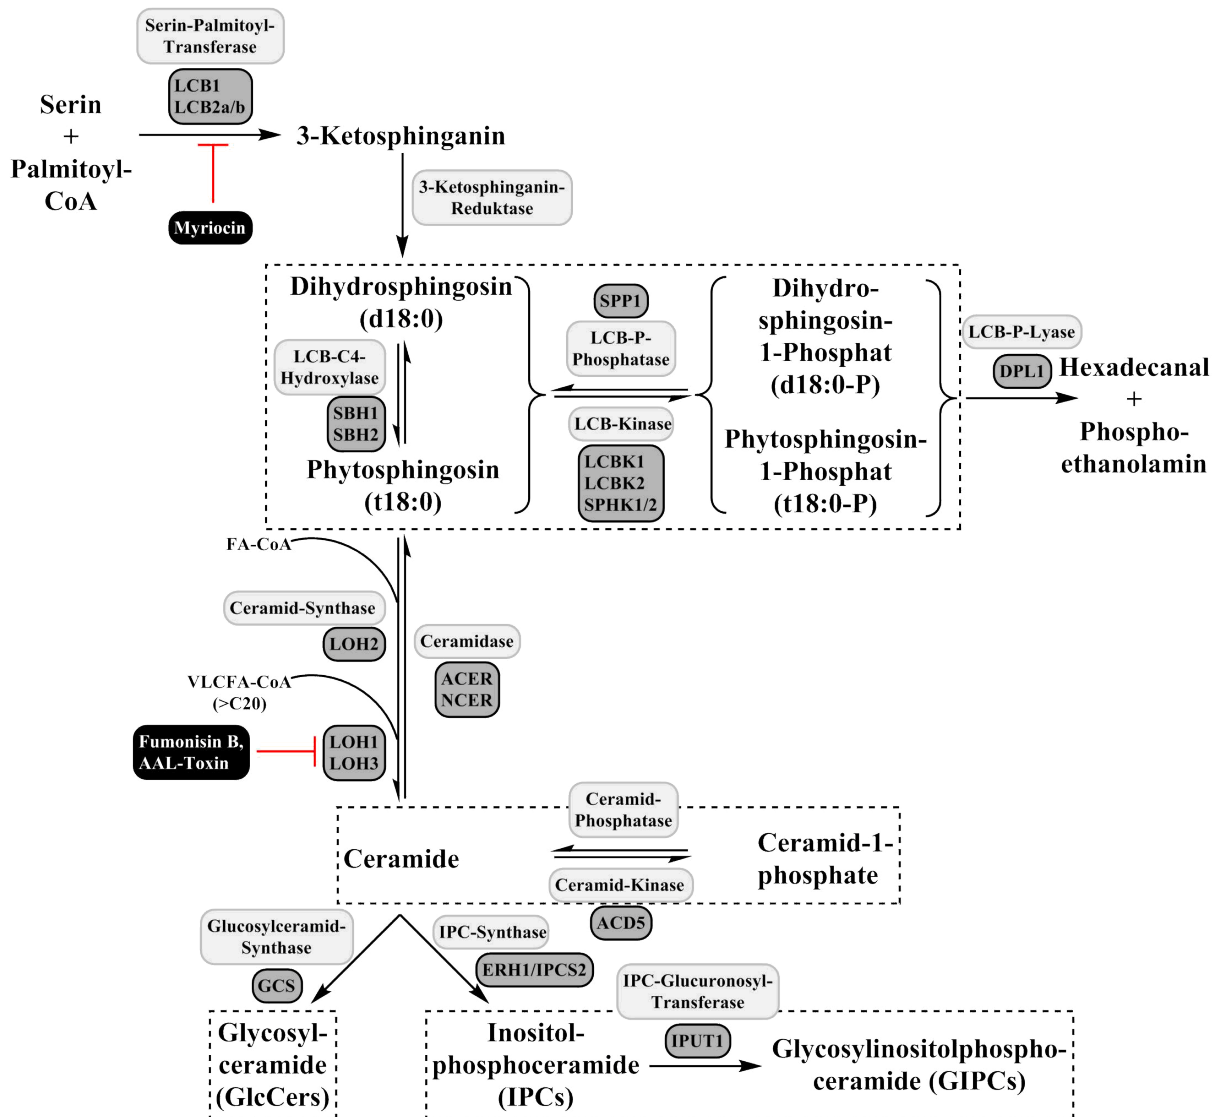 Serin-Palmitoyl-
Transferase
LCB1
LCB2a/b
Serin
+
Palmitoyl-
CoA
3-Ketosphinganin
Myriocin
3-Ketosphinganin-
Reduktase
Dihydrosphingosin
(d18:0)
LCB-C4-
Hydroxylase
SBH1
SBH2
Phytosphingosin
(t18:0)
SPP1
LCB-P-
Phosphatase
LCB-Kinase
LCBK1
LCBK2
SPHK1/2
Dihydro-
sphingosin-
1-Phosphat
(d18:0-P)
Phytosphingosin-
1-Phosphat
(t18:0-P)
LCB-P-Lyase
DPL1
Hexadecanal
+
Phospho-
ethanolamin
FA-CoA
Ceramid-Synthase
LOH2
VLCFA-CoA
(>C20)
Fumonisin B,
AAL-Toxin
LOH1
LOH3
Ceramidase
ACER
NCER
Ceramide
Ceramid-
Phosphatase
Ceramid-Kinase
ACD5
Ceramid-1-
phosphate
Glucosylceramid-
Synthase
GCS
IPC-Synthase
ERH1/IPCS2
IPC-Glucuronosyl-
Transferase
IPUT1
Glycosyl-
ceramide
(GlcCers)
Inositol-
phosphoceramide
(IPCs)
Glycosylinositolphospho-
ceramide (GIPCs)